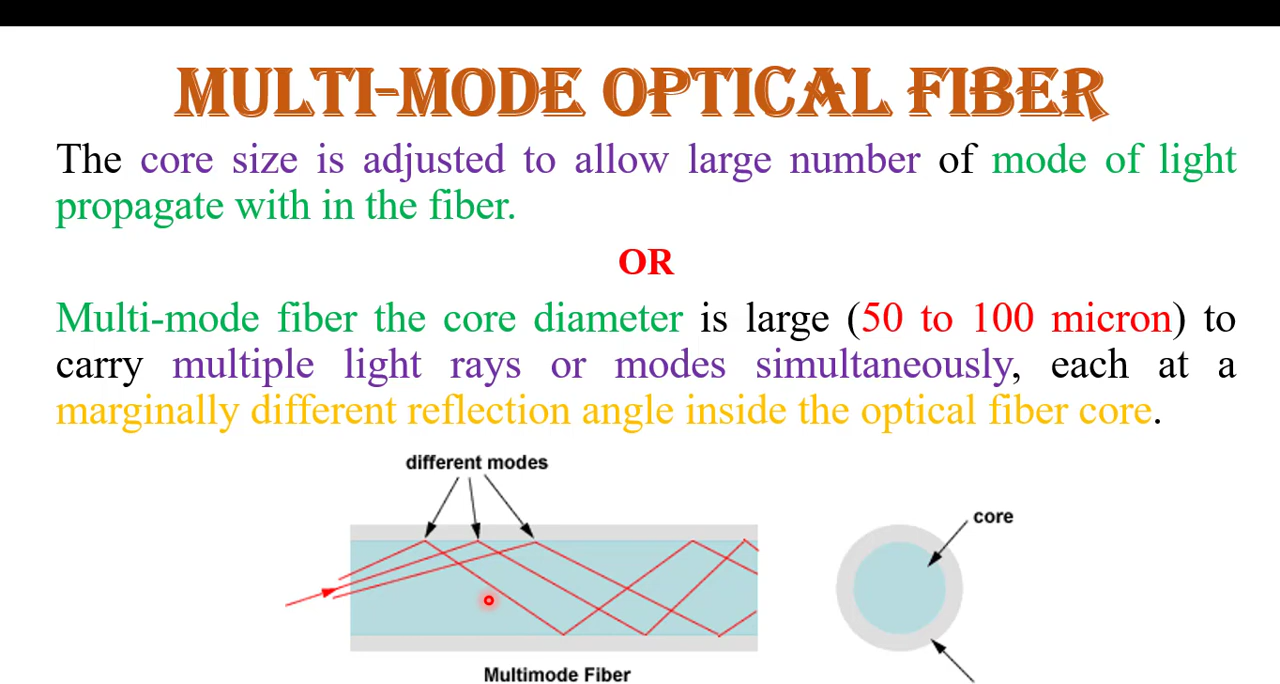 MULTI-MODE OPTICAL FIBER
The core size is adjusted to allow large number of mode of light
propagate with in the fiber.
OR
Multi-mode fiber the core diameter is large (50 to 100 micron) to
carry multiple light rays or modes simultaneously, each at a
marginally different reflection angle inside the optical fiber core.
different modes
core
Multimode Fiber